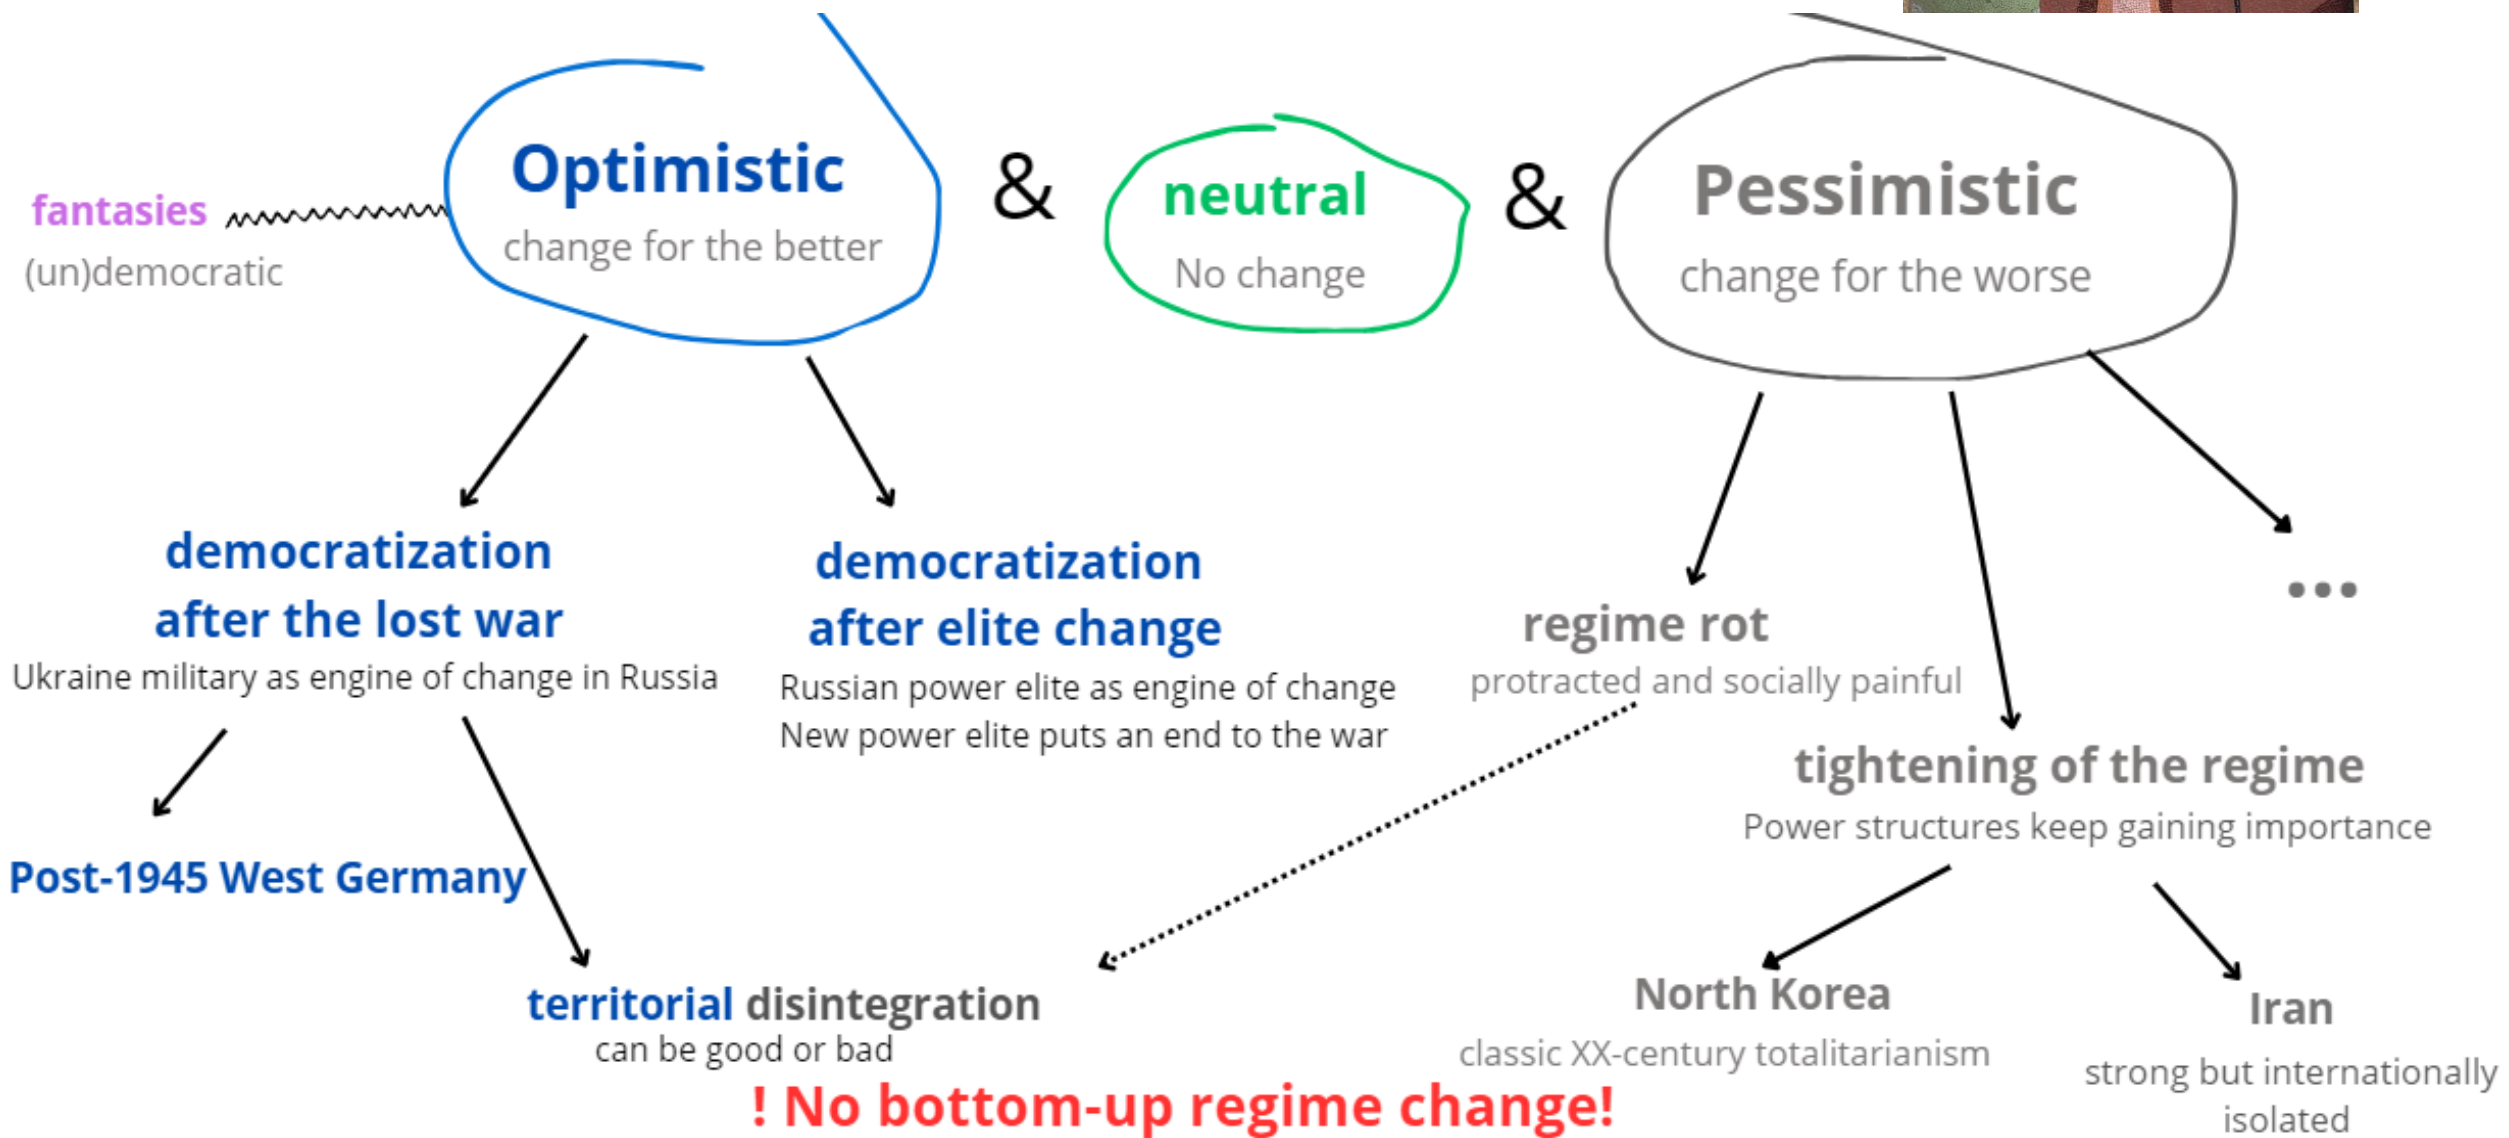 Optimistic
change for the better
&
neutral
No change
&
Pessimistic
change for the worse
fantasies
(un)democratic
democratization
after the lost war
Ukraine military as engine of change in Russia
democratization
after elite change
Russian power elite as engine of change
New power elite puts an end to the war
regime rot
protracted and socially painful
...
tightening of the regime
Power structures keep gaining importance
Post-1945 West Germany
territorial disintegration
can be good or bad
North Korea
classic XX-century totalitarianism
Iran
strong but internationally
isolated
! No bottom-up regime change!